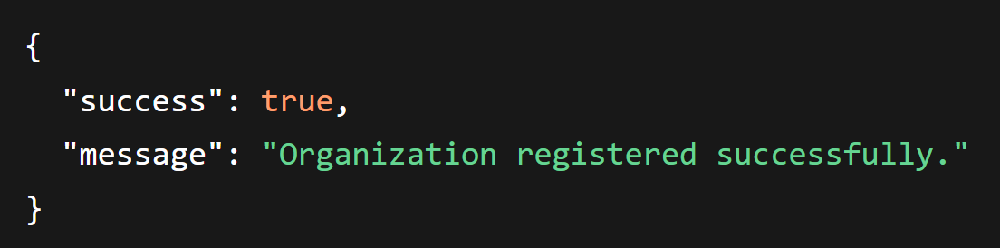 {
  "success": true,
  "message": "Organization registered successfully."
}